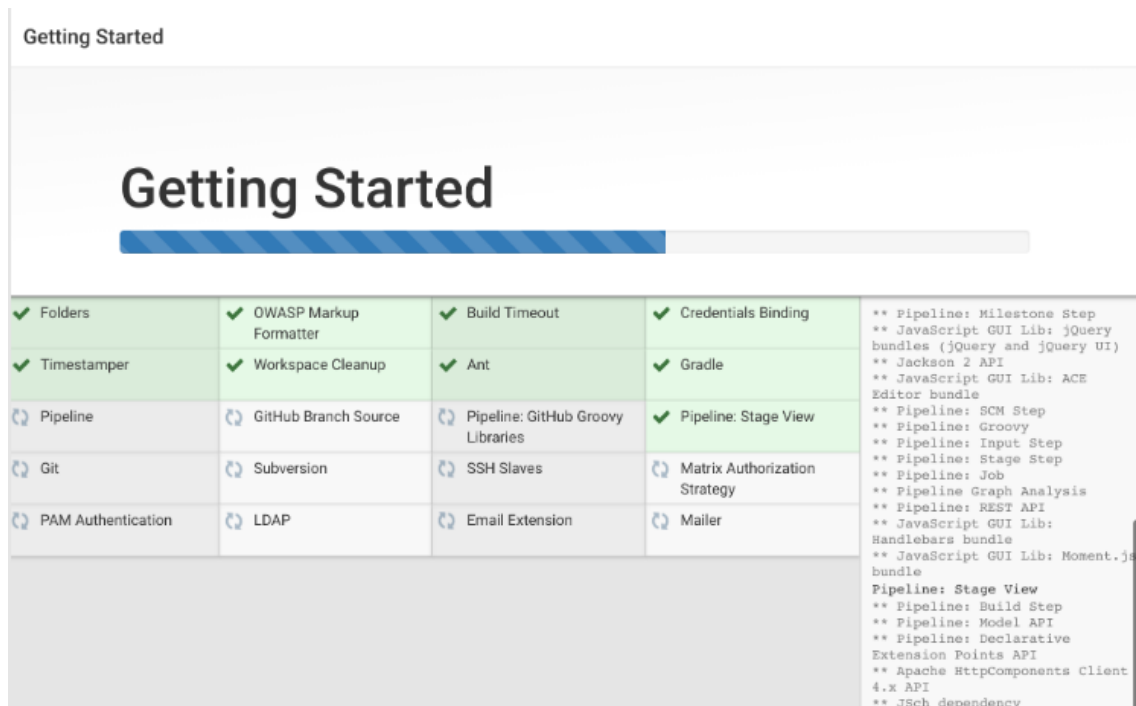 Getting Started
Getting Started
Folders
OWASP Markup
Formatter
Build Timeout
Credentials Binding
Timestamper
Workspace Cleanup
Ant
Gradle
Pipeline
GitHub Branch Source
Pipeline: GitHub Groovy
Libraries
Pipeline: Stage View
Git
Subversion
SSH Slaves
Matrix Authorization
Strategy
PAM Authentication
LDAP
Email Extension
Mailer
** Pipeline: Milestone Step
** JavaScript GUI Lib: jQuery
bundles (jQuery and jQuery UI)
** Jackson 2 API
** JavaScript GUI Lib: ACE
Editor bundle
** Pipeline: SCM Step
** Pipeline: Groovy
** Pipeline: Input Step
** Pipeline: Stage Step
** Pipeline: Job
** Pipeline Graph Analysis
** Pipeline: REST API
** JavaScript GUI Lib:
Handlebars bundle
** JavaScript GUI Lib: Moment.js
bundle
Pipeline: Stage View
** Pipeline: Build Step
** Pipeline: Model API
** Pipeline: Declarative
Extension Points API
** Apache HttpComponents Client
4.x API
** JSch dependency